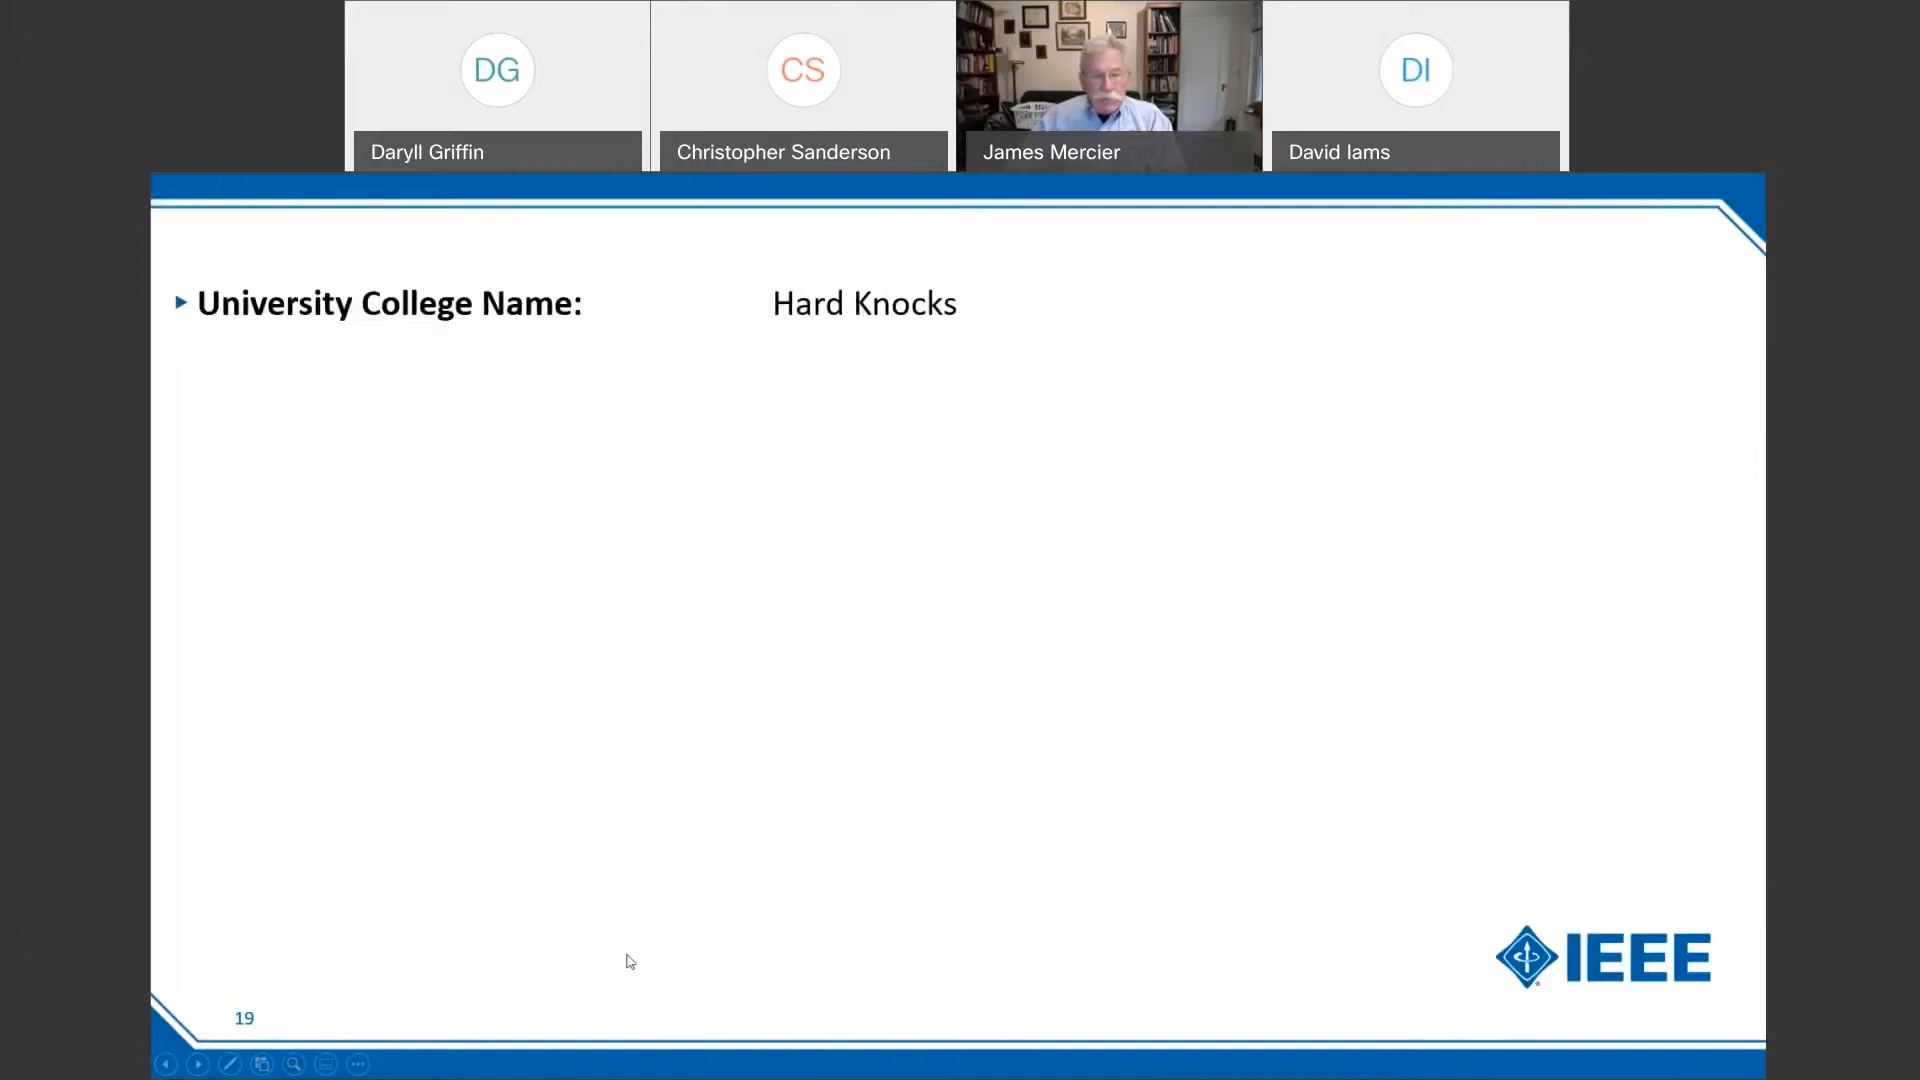 DG
CS
DI
Daryll Griffin
Christopher Sanderson
James Mercier
David Iams
University College Name: Hard Knocks
IEEE
19